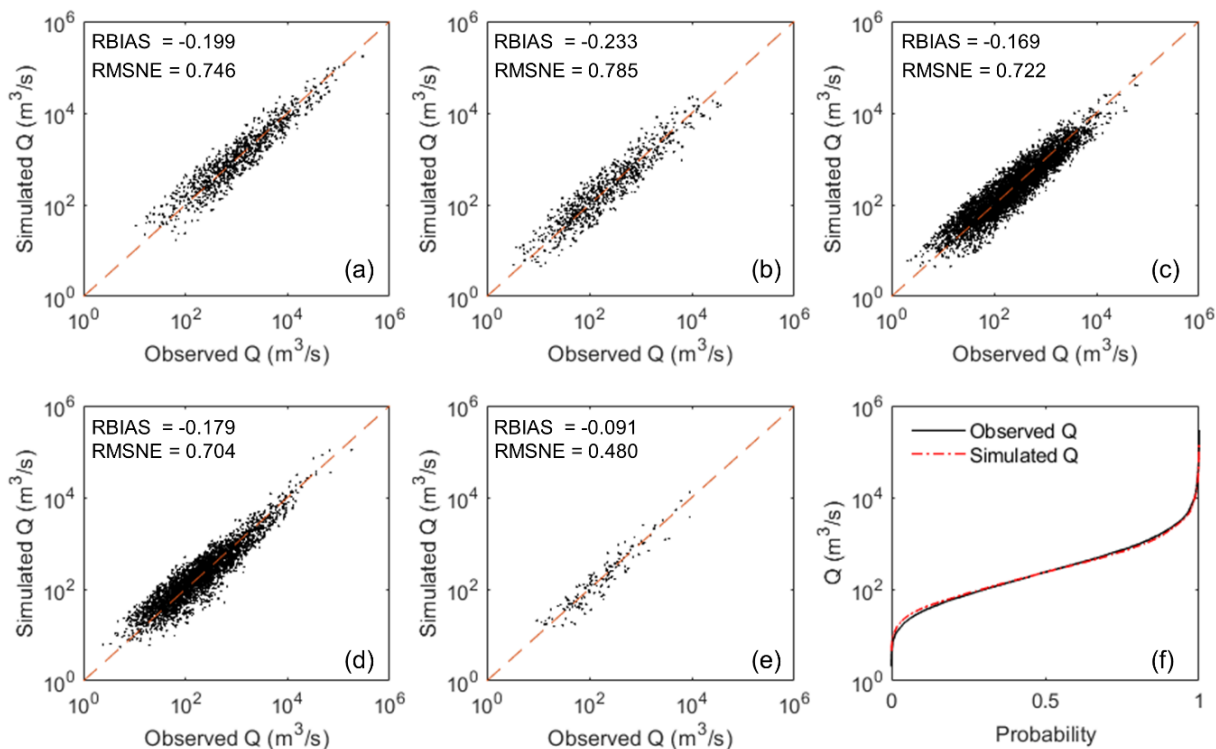 RBIAS = -0.199
RMSNE = 0.746
(a)
10^6
10^4
10^2
10^0
Simulated Q (m^3/s)
10^0 10^2 10^4 10^6
Observed Q (m^3/s)
RBIAS = -0.233
RMSNE = 0.785
(b)
10^6
10^4
10^2
10^0
Simulated Q (m^3/s)
10^0 10^2 10^4 10^6
Observed Q (m^3/s)
RBIAS = -0.169
RMSNE = 0.722
(c)
10^6
10^4
10^2
10^0
Simulated Q (m^3/s)
10^0 10^2 10^4 10^6
Observed Q (m^3/s)
RBIAS = -0.179
RMSNE = 0.704
(d)
10^6
10^4
10^2
10^0
Simulated Q (m^3/s)
10^0 10^2 10^4 10^6
Observed Q (m^3/s)
RBIAS = -0.091
RMSNE = 0.480
(e)
10^6
10^4
10^2
10^0
Simulated Q (m^3/s)
10^0 10^2 10^4 10^6
Observed Q (m^3/s)
Observed Q
Simulated Q
(f)
10^6
10^4
10^2
10^0
Q (m^3/s)
0 0.5 1
Probability